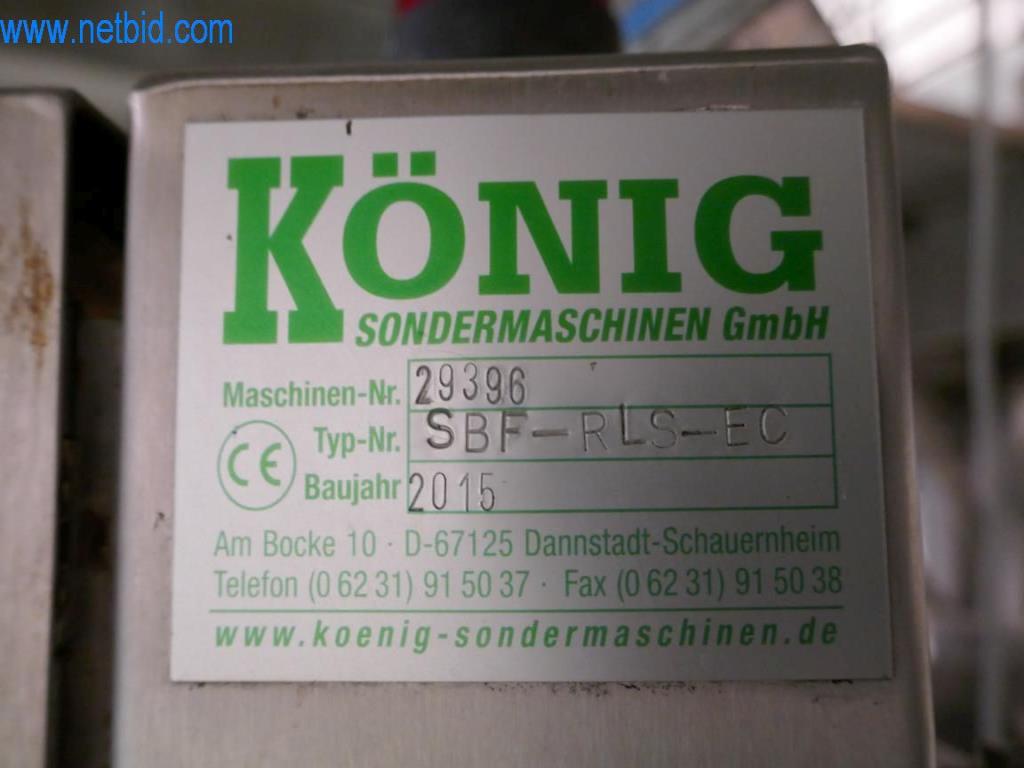 www.netbid.com
KÖNIG
SONDERMASCHINEN GmbH
Maschinen-Nr. 29396
CE Typ-Nr. SBF-RLS-EC
Baujahr 2015
Am Bocke 10 · D-67125 Dannstadt-Schauernheim
Telefon (0 62 31) 91 50 37 · Fax (0 62 31) 91 50 38
www.koenig-sondermaschinen.de